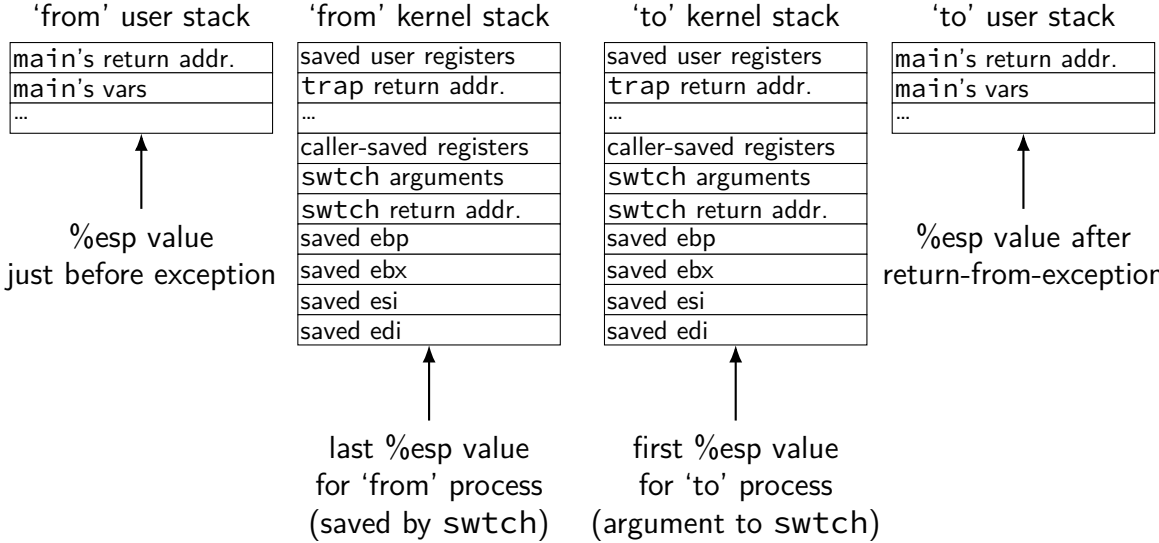 ‘from’ user stack
main’s return addr.
main’s vars
…
%esp value
just before exception
‘from’ kernel stack
saved user registers
trap return addr.
…
caller-saved registers
swtch arguments
swtch return addr.
saved ebp
saved ebx
saved esi
saved edi
last %esp value
for ‘from’ process
(saved by swtch)
‘to’ kernel stack
saved user registers
trap return addr.
…
caller-saved registers
swtch arguments
swtch return addr.
saved ebp
saved ebx
saved esi
saved edi
first %esp value
for ‘to’ process
(argument to swtch)
‘to’ user stack
main’s return addr.
main’s vars
…
%esp value after
return-from-exception